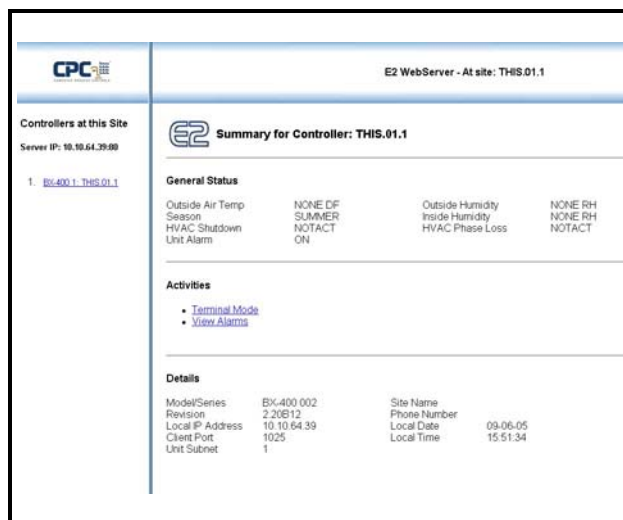 CPC
E2 WebServer - At site: THIS.01.1
Controllers at this Site
Server IP: 10.10.64.39:80
1. BX-400 1: THIS.01.1
E2 Summary for Controller: THIS.01.1
General Status
Outside Air Temp NONE DF Outside Humidity NONE RH
Season SUMMER Inside Humidity NONE RH
HVAC Shutdown NOTACT HVAC Phase Loss NOTACT
Unit Alarm ON
Activities
• Terminal Mode
• View Alarms
Details
Model/Series BX-400 002 Site Name
Revision 2.20B12 Phone Number
Local IP Address 10.10.64.39 Local Date 09-06-05
Client Port 1025 Local Time 15:51:34
Unit Subnet 1